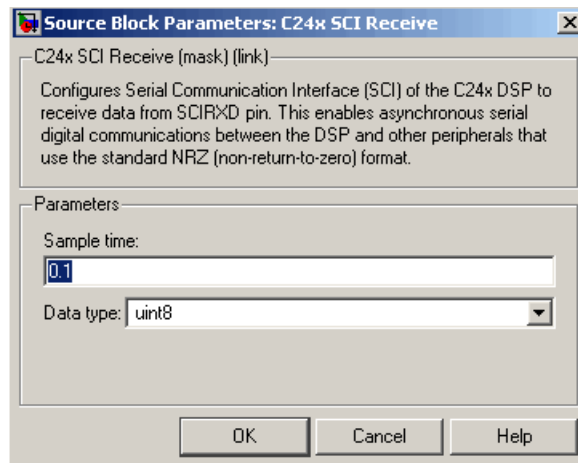 Source Block Parameters: C24x SCI Receive
C24x SCI Receive (mask) (link)
Configures Serial Communication Interface (SCI) of the C24x DSP to
receive data from SCIRXD pin. This enables asynchronous serial
digital communications between the DSP and other peripherals that
use the standard NRZ (non-return-to-zero) format.
Parameters
Sample time:
0.1
Data type: uint8
OK Cancel Help